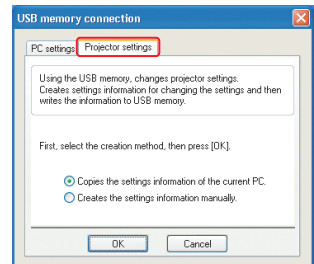 USB memory connection
PC settings Projector settings
Using the USB memory, changes projector settings.
Creates settings information for changing the settings and then
writes the information to USB memory.
First, select the creation method, then press [OK].
Copies the settings information of the current PC.
Creates the settings information manually.
OK Cancel